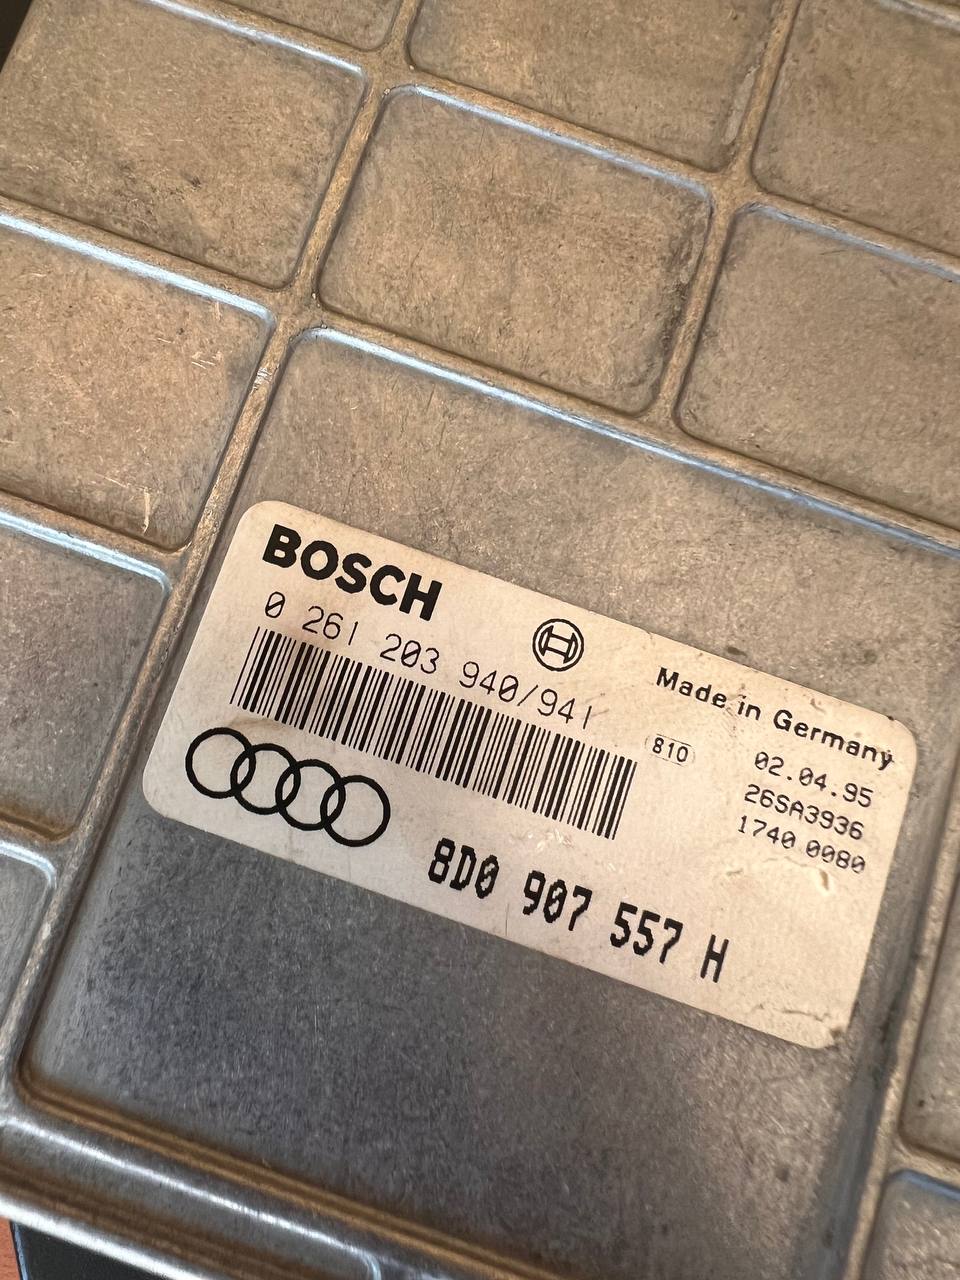 BOSCH
0 261 203 940/941
Made in Germany
810
02.04.95
26SA3936
1740 0080
8D0 907 557 H